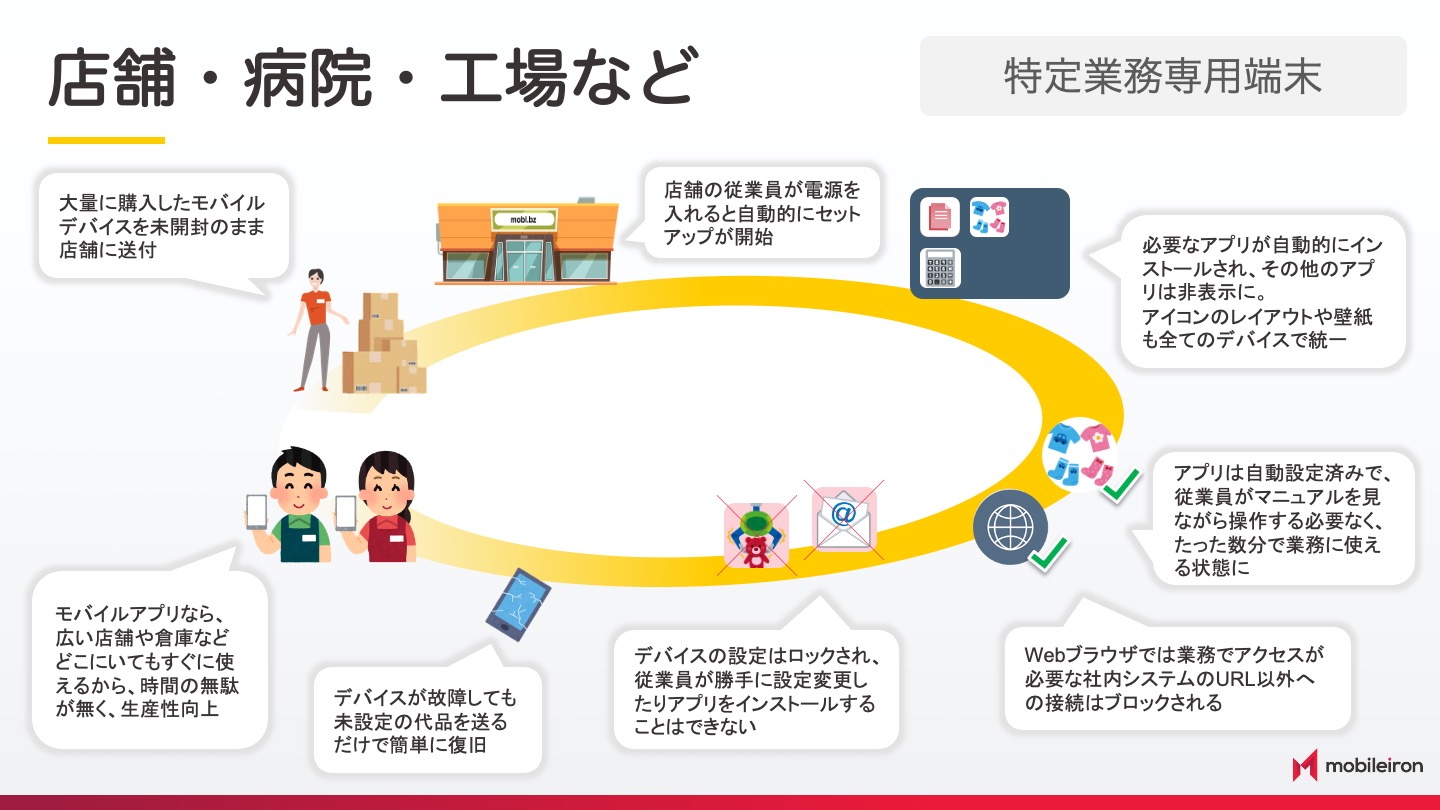 店舗・病院・工場など
特定業務専用端末
大量に購入したモバイル
デバイスを未開封のまま
店舗に送付
mobi.bz
店舗の従業員が電源を
入れると自動的にセット
アップが開始
必要なアプリが自動的にイン
ストールされ、その他のアプ
リは非表示に。
アイコンのレイアウトや壁紙
も全てのデバイスで統一
アプリは自動設定済みで、
従業員がマニュアルを見
ながら操作する必要なく、
たった数分で業務に使え
る状態に
Webブラウザでは業務でアクセスが
必要な社内システムのURL以外へ
の接続はブロックされる
@
デバイスの設定はロックされ、
従業員が勝手に設定変更し
たりアプリをインストールする
ことはできない
デバイスが故障しても
未設定の代品を送る
だけで簡単に復旧
モバイルアプリなら、
広い店舗や倉庫など
どこにいてもすぐに使
えるから、時間の無駄
が無く、生産性向上
mobileiron